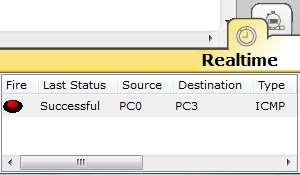 Realtime
Fire Last Status Source Destination Type
Successful PC0 PC3 ICMP